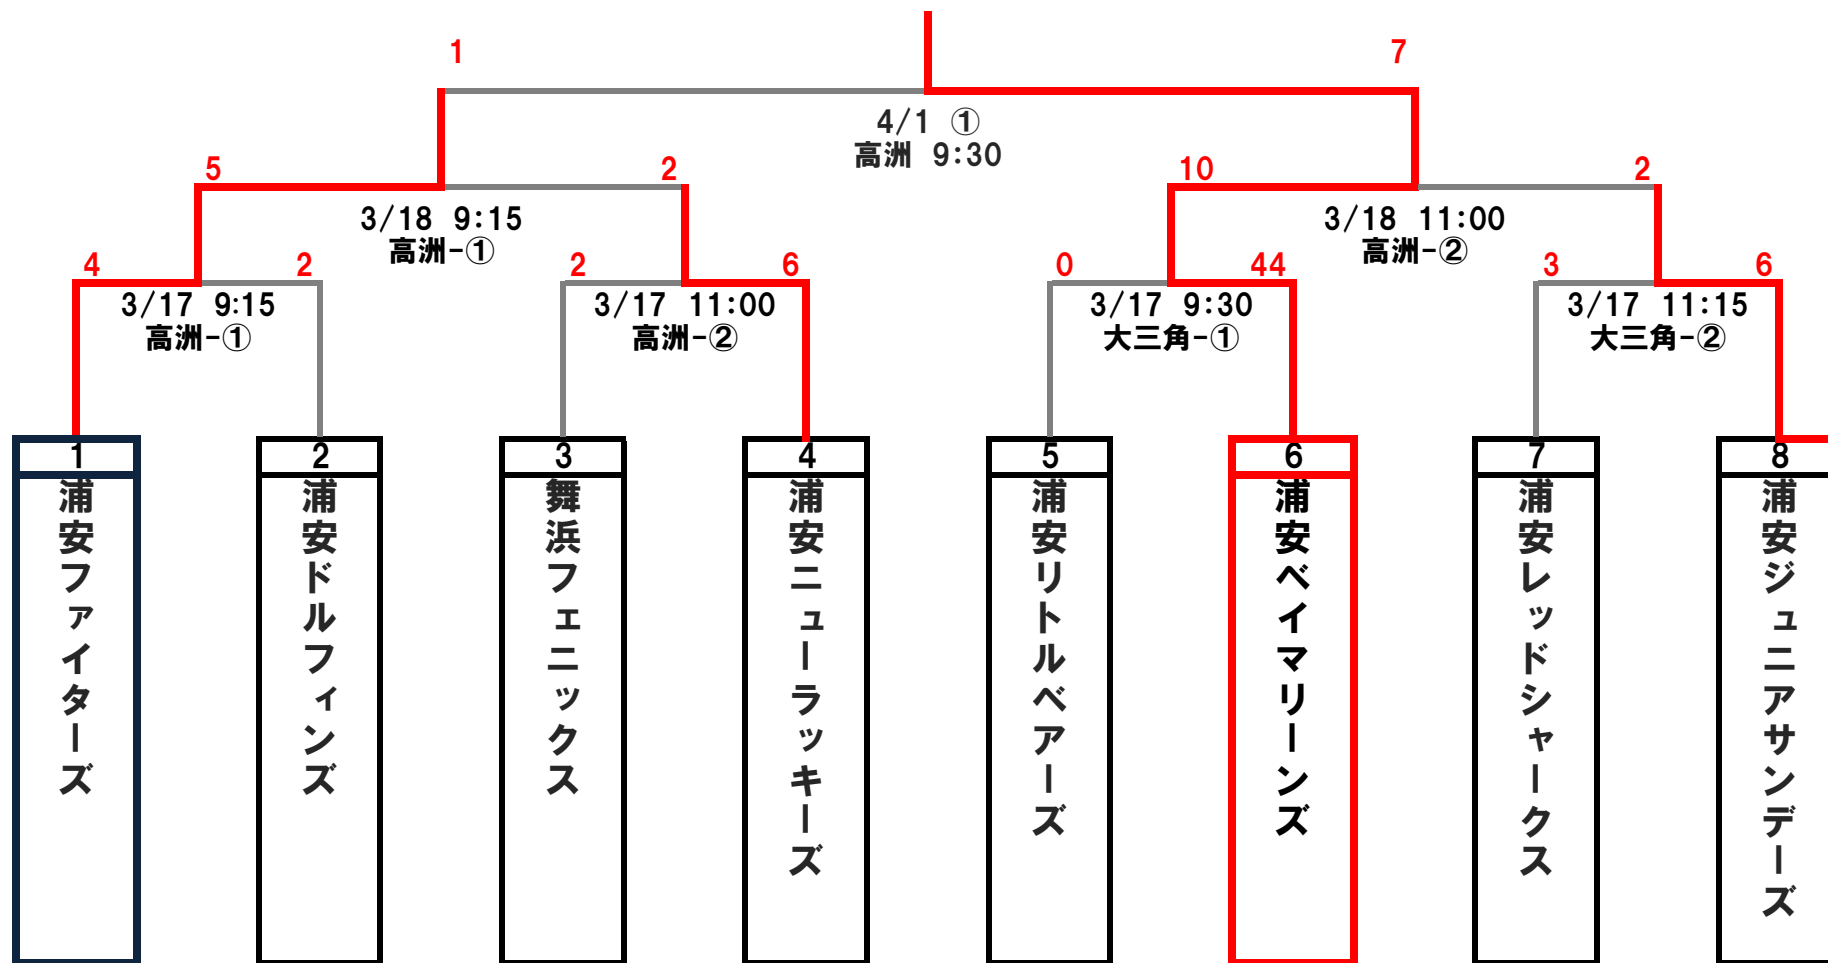 1 7
4/1 ①
高洲 9:30
5 2 10 2
3/18 9:15
高洲-①
3/18 11:00
高洲-②
4 2 2 6 0 44 3 6
3/17 9:15
高洲-①
3/17 11:00
高洲-②
3/17 9:30
大三角-①
3/17 11:15
大三角-②
1
浦安ファイターズ
2
浦安ドルフィンズ
3
舞浜フェニックス
4
浦安ニューラッキーズ
5
浦安リトルベアーズ
6
浦安ベイマリーンズ
7
浦安レッドシャークス
8
浦安ジュニアサンデーズ